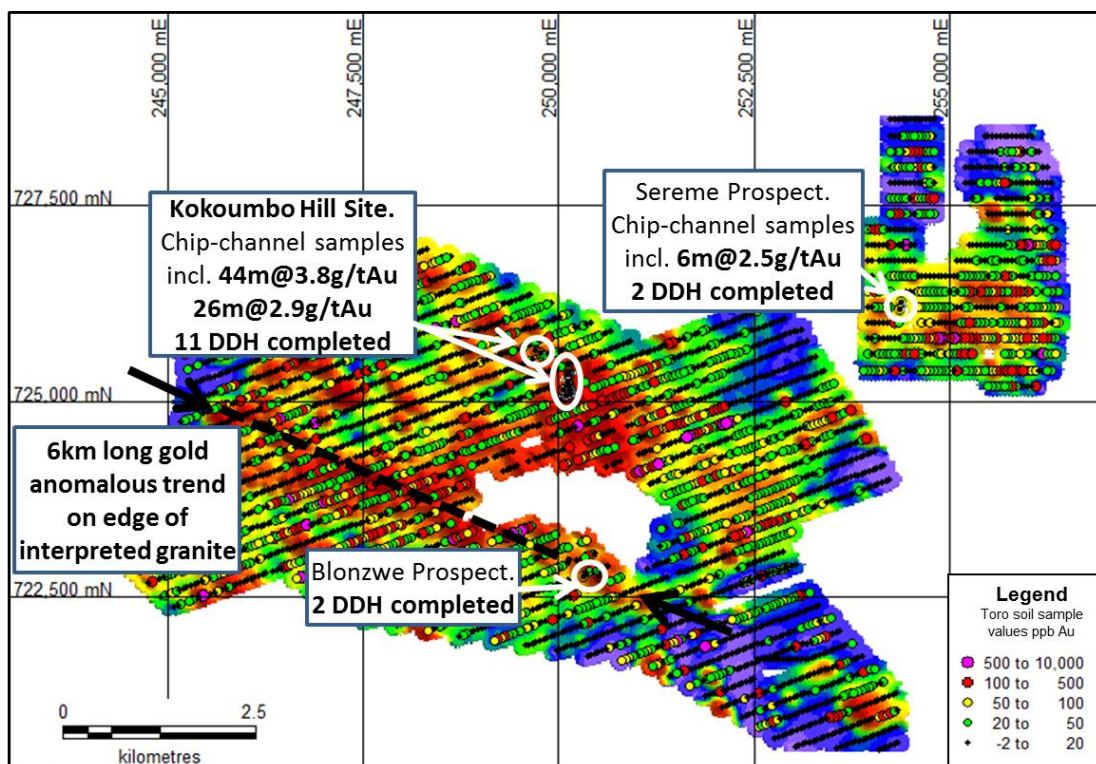 245,000 mE
247,500 mE
250,000 mE
252,500 mE
255,000 mE
727,500 mN
725,000 mN
722,500 mN
Kokoumbo Hill Site.
Chip-channel samples
incl. 44m@3.8g/tAu
26m@2.9g/tAu
11 DDH completed
Sereme Prospect.
Chip-channel samples
incl. 6m@2.5g/tAu
2 DDH completed
6km long gold
anomalous trend
on edge of
interpreted granite
Blonzwe Prospect.
2 DDH completed
0 2.5
kilometres
Legend
Toro soil sample
values ppb Au
500 to 10,000
100 to 500
50 to 100
20 to 50
-2 to 20